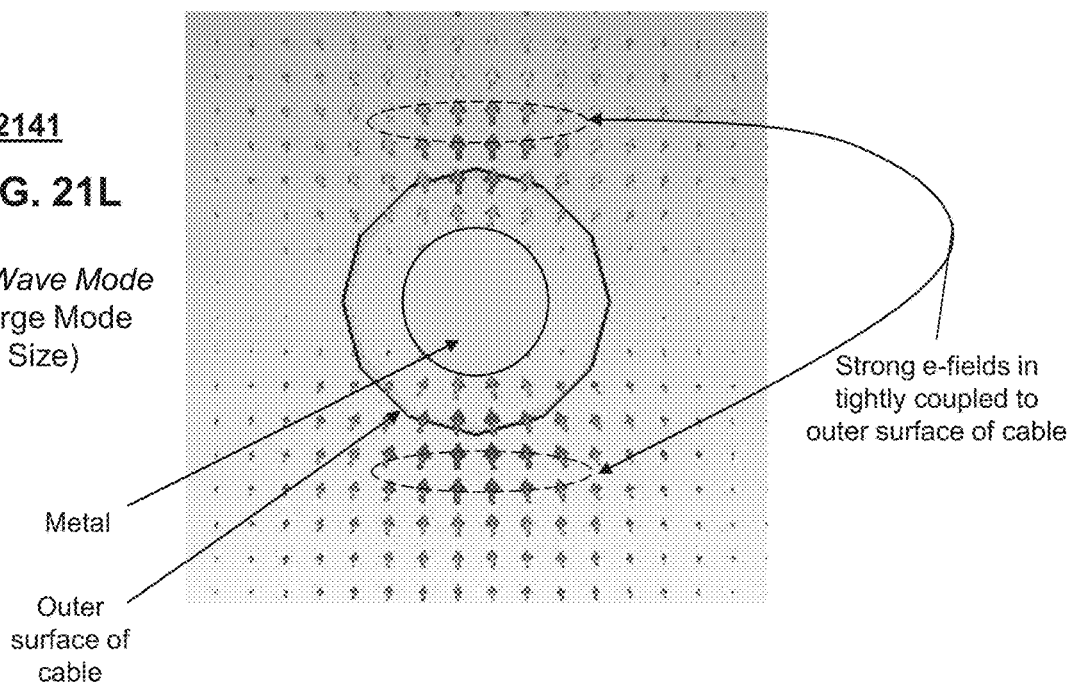 2141
G. 21L
Wave Mode
rge Mode
Size)
Strong e-fields in
tightly coupled to
outer surface of cable
Metal
Outer
surface of
cable